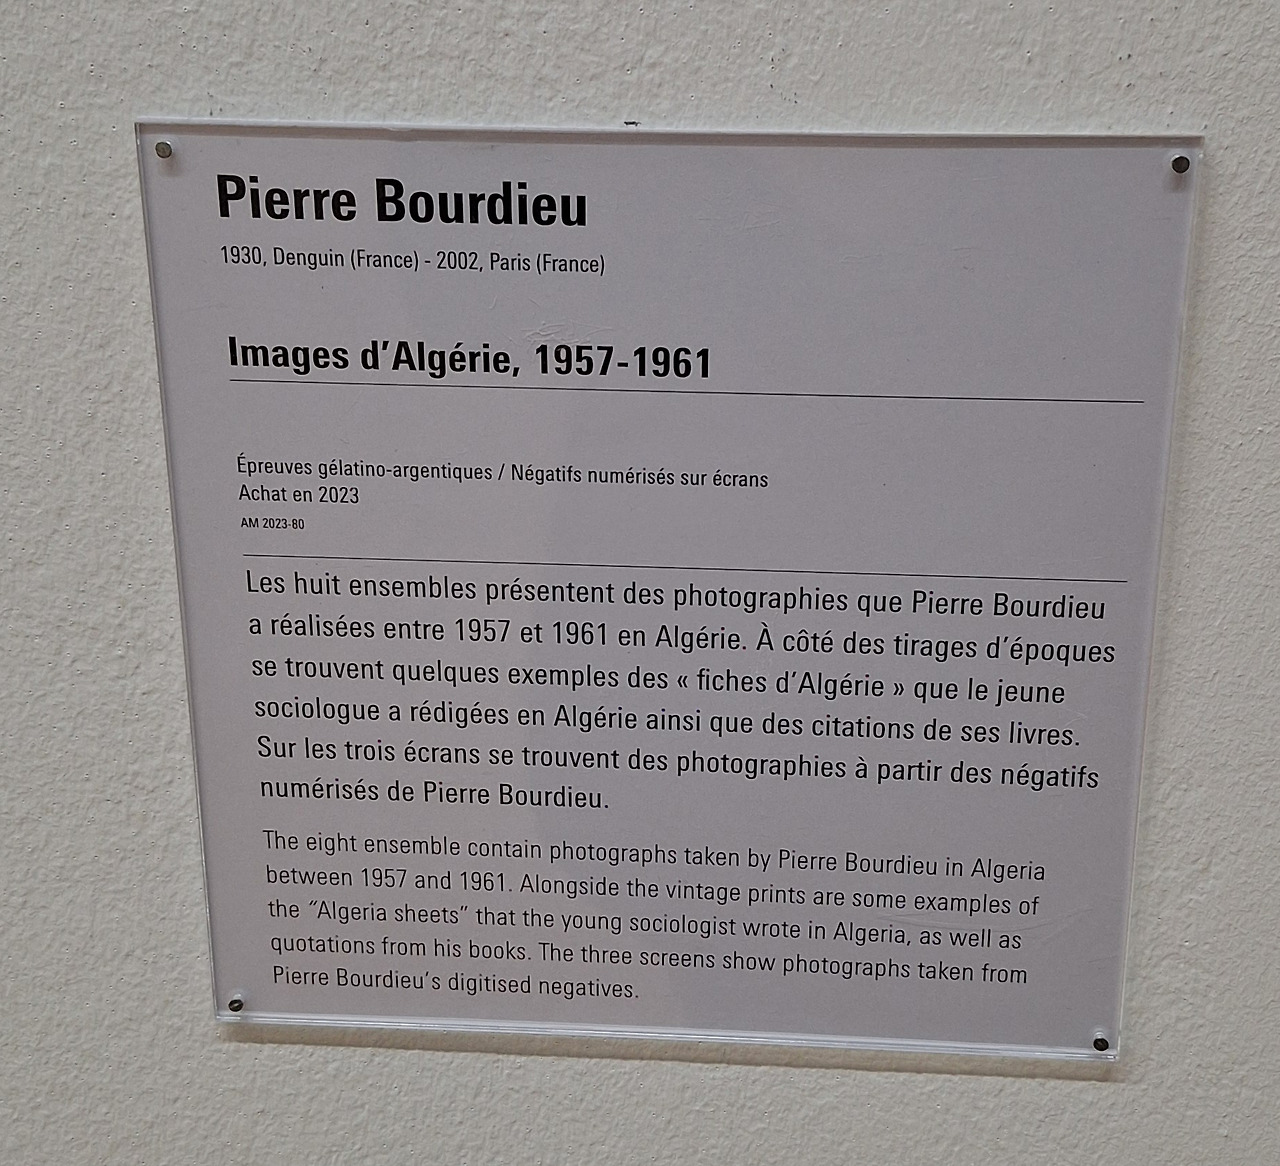 Pierre Bourdieu
1930, Denguin (France) - 2002, Paris (France)
Images d'Algérie, 1957-1961
Épreuves gélatino-argentiques / Négatifs numérisés sur écrans
Achat en 2023
AM 2023-80
Les huit ensembles présentent des photographies que Pierre Bourdieu
a réalisées entre 1957 et 1961 en Algérie. À côté des tirages d'époques
se trouvent quelques exemples des « fiches d'Algérie » que le jeune
sociologue a rédigées en Algérie ainsi que des citations de ses livres.
Sur les trois écrans se trouvent des photographies à partir des négatifs
numérisés de Pierre Bourdieu.
The eight ensemble contain photographs taken by Pierre Bourdieu in Algeria
between 1957 and 1961. Alongside the vintage prints are some examples of
the "Algeria sheets" that the young sociologist wrote in Algeria, as well as
quotations from his books. The three screens show photographs taken from
Pierre Bourdieu's digitised negatives.